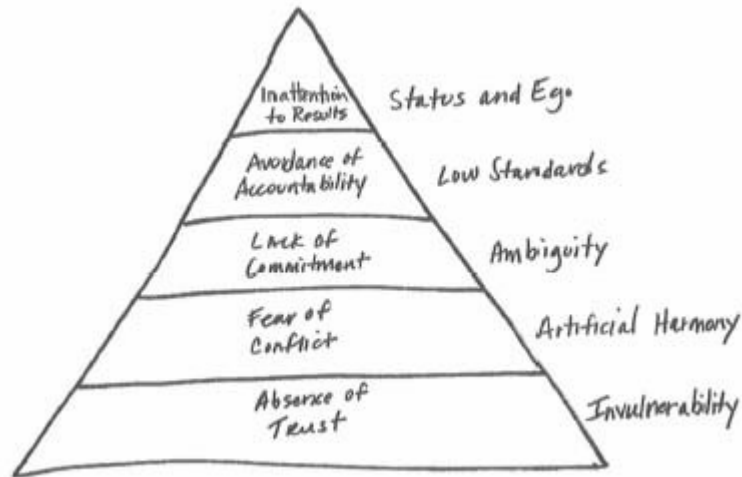 Inattention
to Results
Status and Ego
Avoidance of
Accountability
Low Standards
Lack of
Commitment
Ambiguity
Fear of
Conflict
Artificial Harmony
Absence of
Trust
Invulnerability